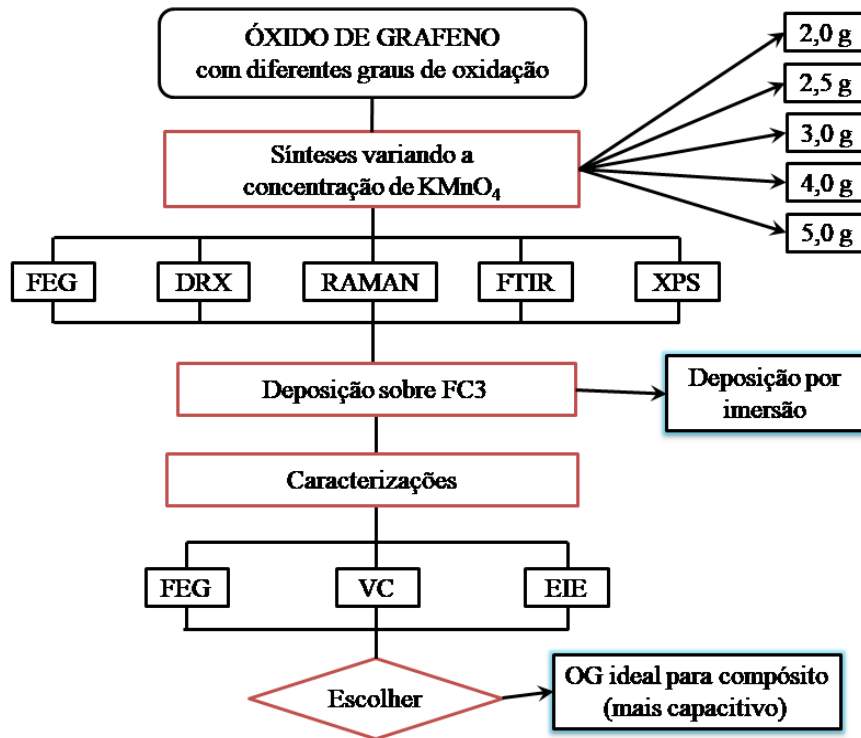 ÓXIDO DE GRAFENO
com diferentes graus de oxidação
2,0 g
2,5 g
3,0 g
4,0 g
5,0 g
Sínteses variando a
concentração de KMnO₄
FEG
DRX
RAMAN
FTIR
XPS
Deposição sobre FC3
Deposição por
imersão
Caracterizações
FEG
VC
EIE
Escolher
OG ideal para compósito
(mais capacitivo)